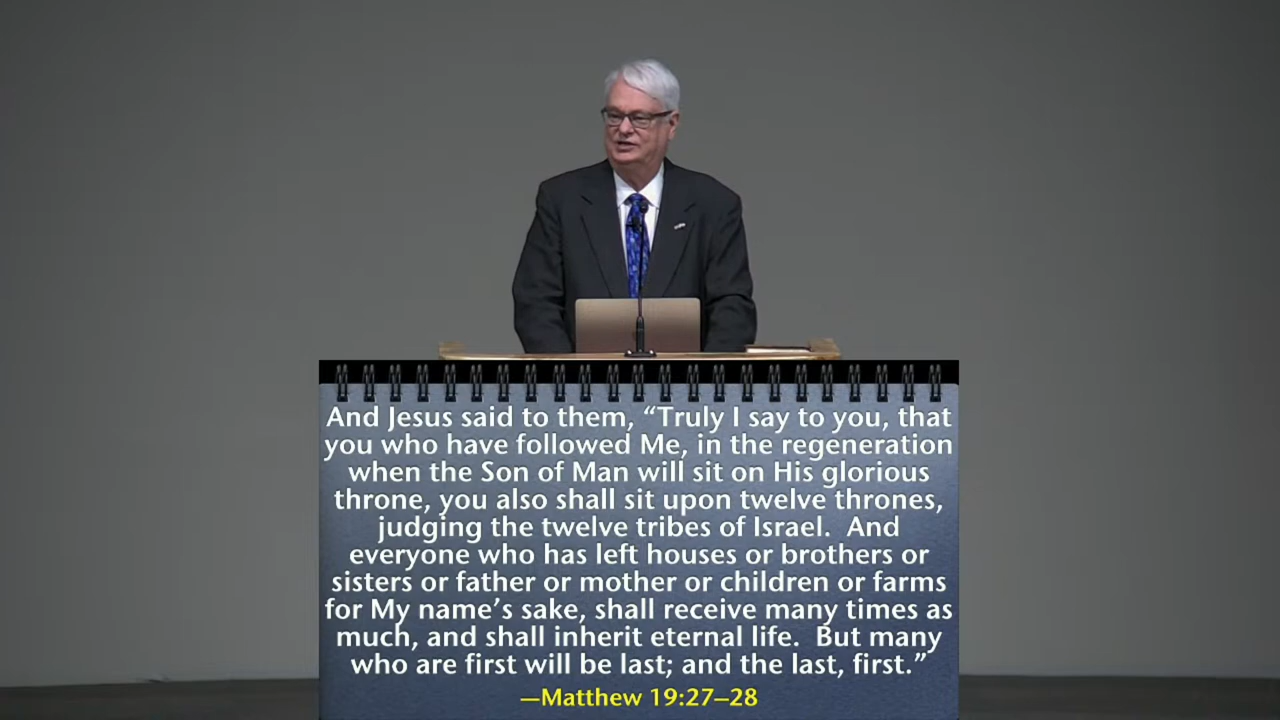 And Jesus said to them, “Truly I say to you, that
you who have followed Me, in the regeneration
when the Son of Man will sit on His glorious
throne, you also shall sit upon twelve thrones,
judging the twelve tribes of Israel.  And
everyone who has left houses or brothers or
sisters or father or mother or children or farms
for My name’s sake, shall receive many times as
much, and shall inherit eternal life.  But many
who are first will be last; and the last, first.”
—Matthew 19:27–28